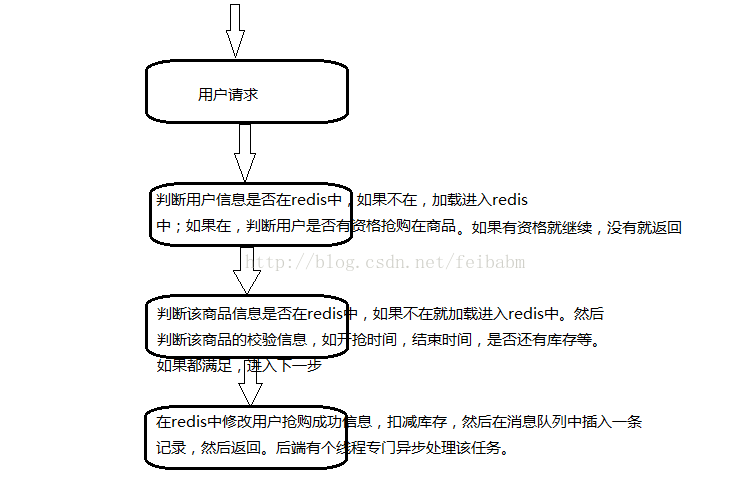 用户请求
判断用户信息是否在redis中，如果不在，加载进入redis
中；如果在，判断用户是否有资格抢购在商品。如果有资格就继续，没有就返回
http://blog.csdn.net/feibabm
判断该商品信息是否在redis中，如果不在就加载进入redis中。然后
判断该商品的校验信息，如开抢时间，结束时间，是否还有库存等。
如果都满足，进入下一步
在redis中修改用户抢购成功信息，扣减库存，然后在消息队列中插入一条
记录，然后返回。后端有个线程专门异步处理该任务。